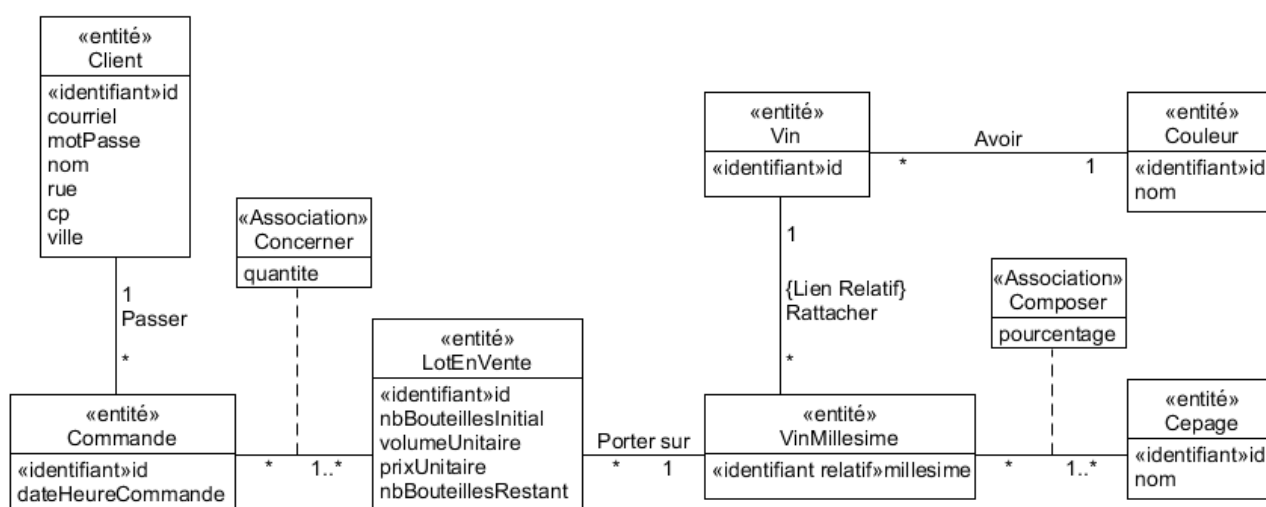 «entité»
Client
«identifiant»id
courriel
motPasse
nom
rue
cp
ville
1
Passer
*
«entité»
Commande
«identifiant»id
dateHeureCommande
«Association»
Concerner
quantite
* 1..*
«entité»
LotEnVente
«identifiant»id
nbBouteillesInitial
volumeUnitaire
prixUnitaire
nbBouteillesRestant
Porter sur
* 1
«entité»
Vin
«identifiant»id
Avoir
* 1
«entité»
Couleur
«identifiant»id
nom
1
{Lien Relatif}
Rattacher
*
«entité»
VinMillesime
«identifiant relatif»millesime
«Association»
Composer
pourcentage
* 1..*
«entité»
Cepage
«identifiant»id
nom